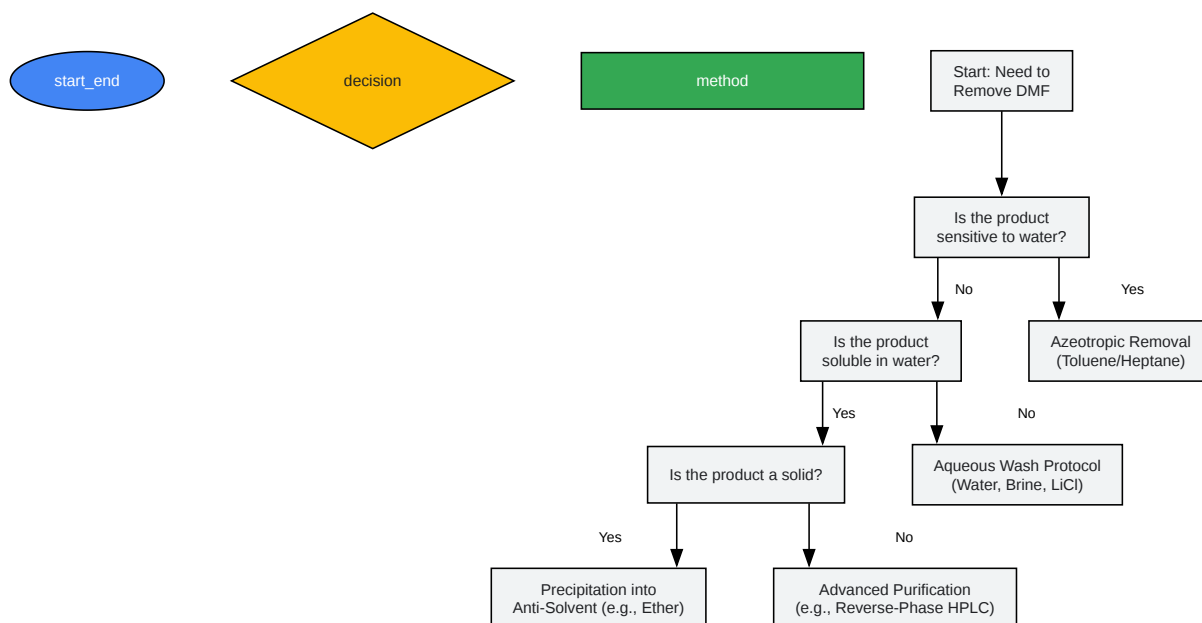 start_end
decision
method
Start: Need to
Remove DMF
Is the product
sensitive to water?
No
Yes
Is the product
soluble in water?
Azeotropic Removal
(Toluene/Heptane)
Yes
No
Is the product a solid?
Aqueous Wash Protocol
(Water, Brine, LiCl)
Yes
No
Precipitation into
Anti-Solvent (e.g., Ether)
Advanced Purification
(e.g., Reverse-Phase HPLC)